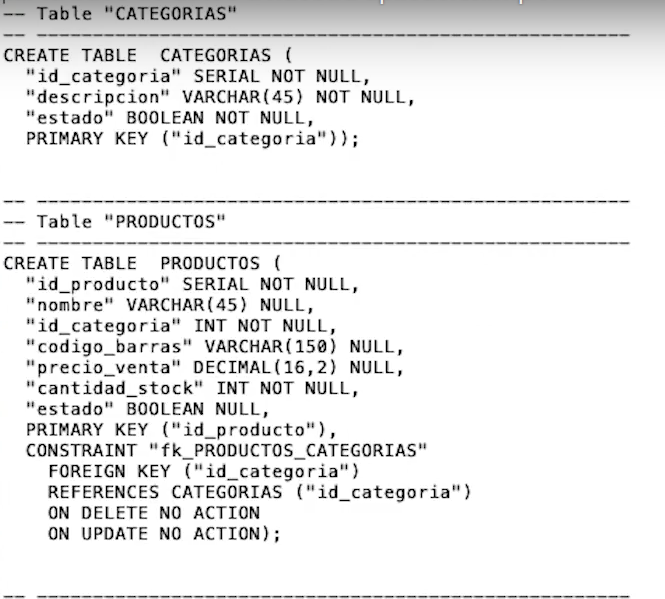 -- Table "CATEGORIAS"
-- -----------------------------------------------------
CREATE TABLE  CATEGORIAS (
  "id_categoria" SERIAL NOT NULL,
  "descripcion" VARCHAR(45) NOT NULL,
  "estado" BOOLEAN NOT NULL,
  PRIMARY KEY ("id_categoria"));
-- -----------------------------------------------------
-- Table "PRODUCTOS"
-- -----------------------------------------------------
CREATE TABLE  PRODUCTOS (
  "id_producto" SERIAL NOT NULL,
  "nombre" VARCHAR(45) NULL,
  "id_categoria" INT NOT NULL,
  "codigo_barras" VARCHAR(150) NULL,
  "precio_venta" DECIMAL(16,2) NULL,
  "cantidad_stock" INT NOT NULL,
  "estado" BOOLEAN NULL,
  PRIMARY KEY ("id_producto"),
  CONSTRAINT "fk_PRODUCTOS_CATEGORIAS"
    FOREIGN KEY ("id_categoria")
    REFERENCES CATEGORIAS ("id_categoria")
    ON DELETE NO ACTION
    ON UPDATE NO ACTION);
-- -----------------------------------------------------